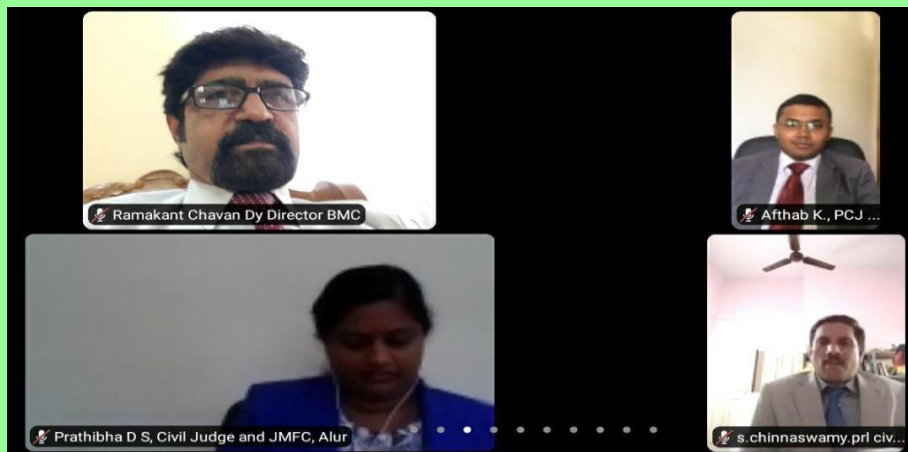 Ramakant Chavan Dy Director BMC
Afthab K., PCJ ...
Prathibha D S, Civil Judge and JMFC, Alur
s.chinnaswamy.prl civ...